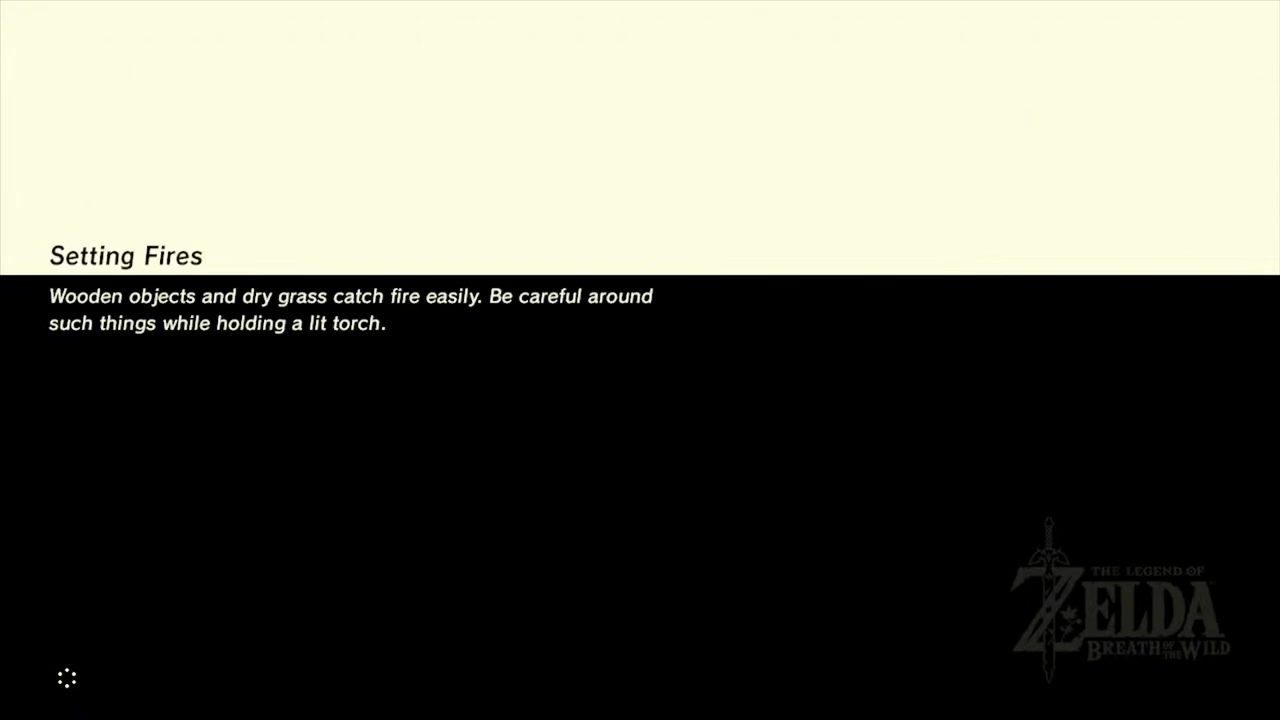 Setting Fires
Wooden objects and dry grass catch fire easily. Be careful around
such things while holding a lit torch.
THE LEGEND OF
ZELDA
BREATH OF THE WILD